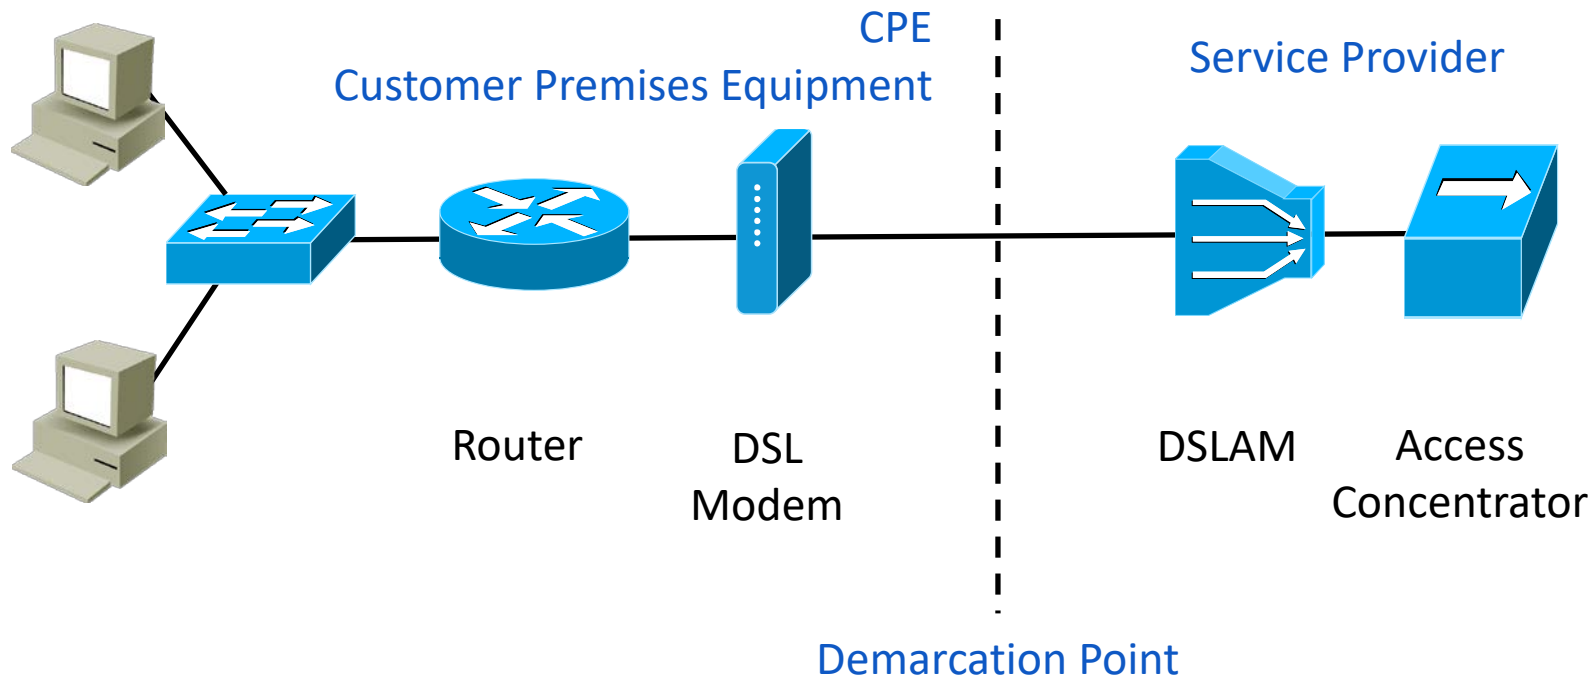 CPE
Customer Premises Equipment
Service Provider
Router
DSL
Modem
DSLAM
Access
Concentrator
Demarcation Point